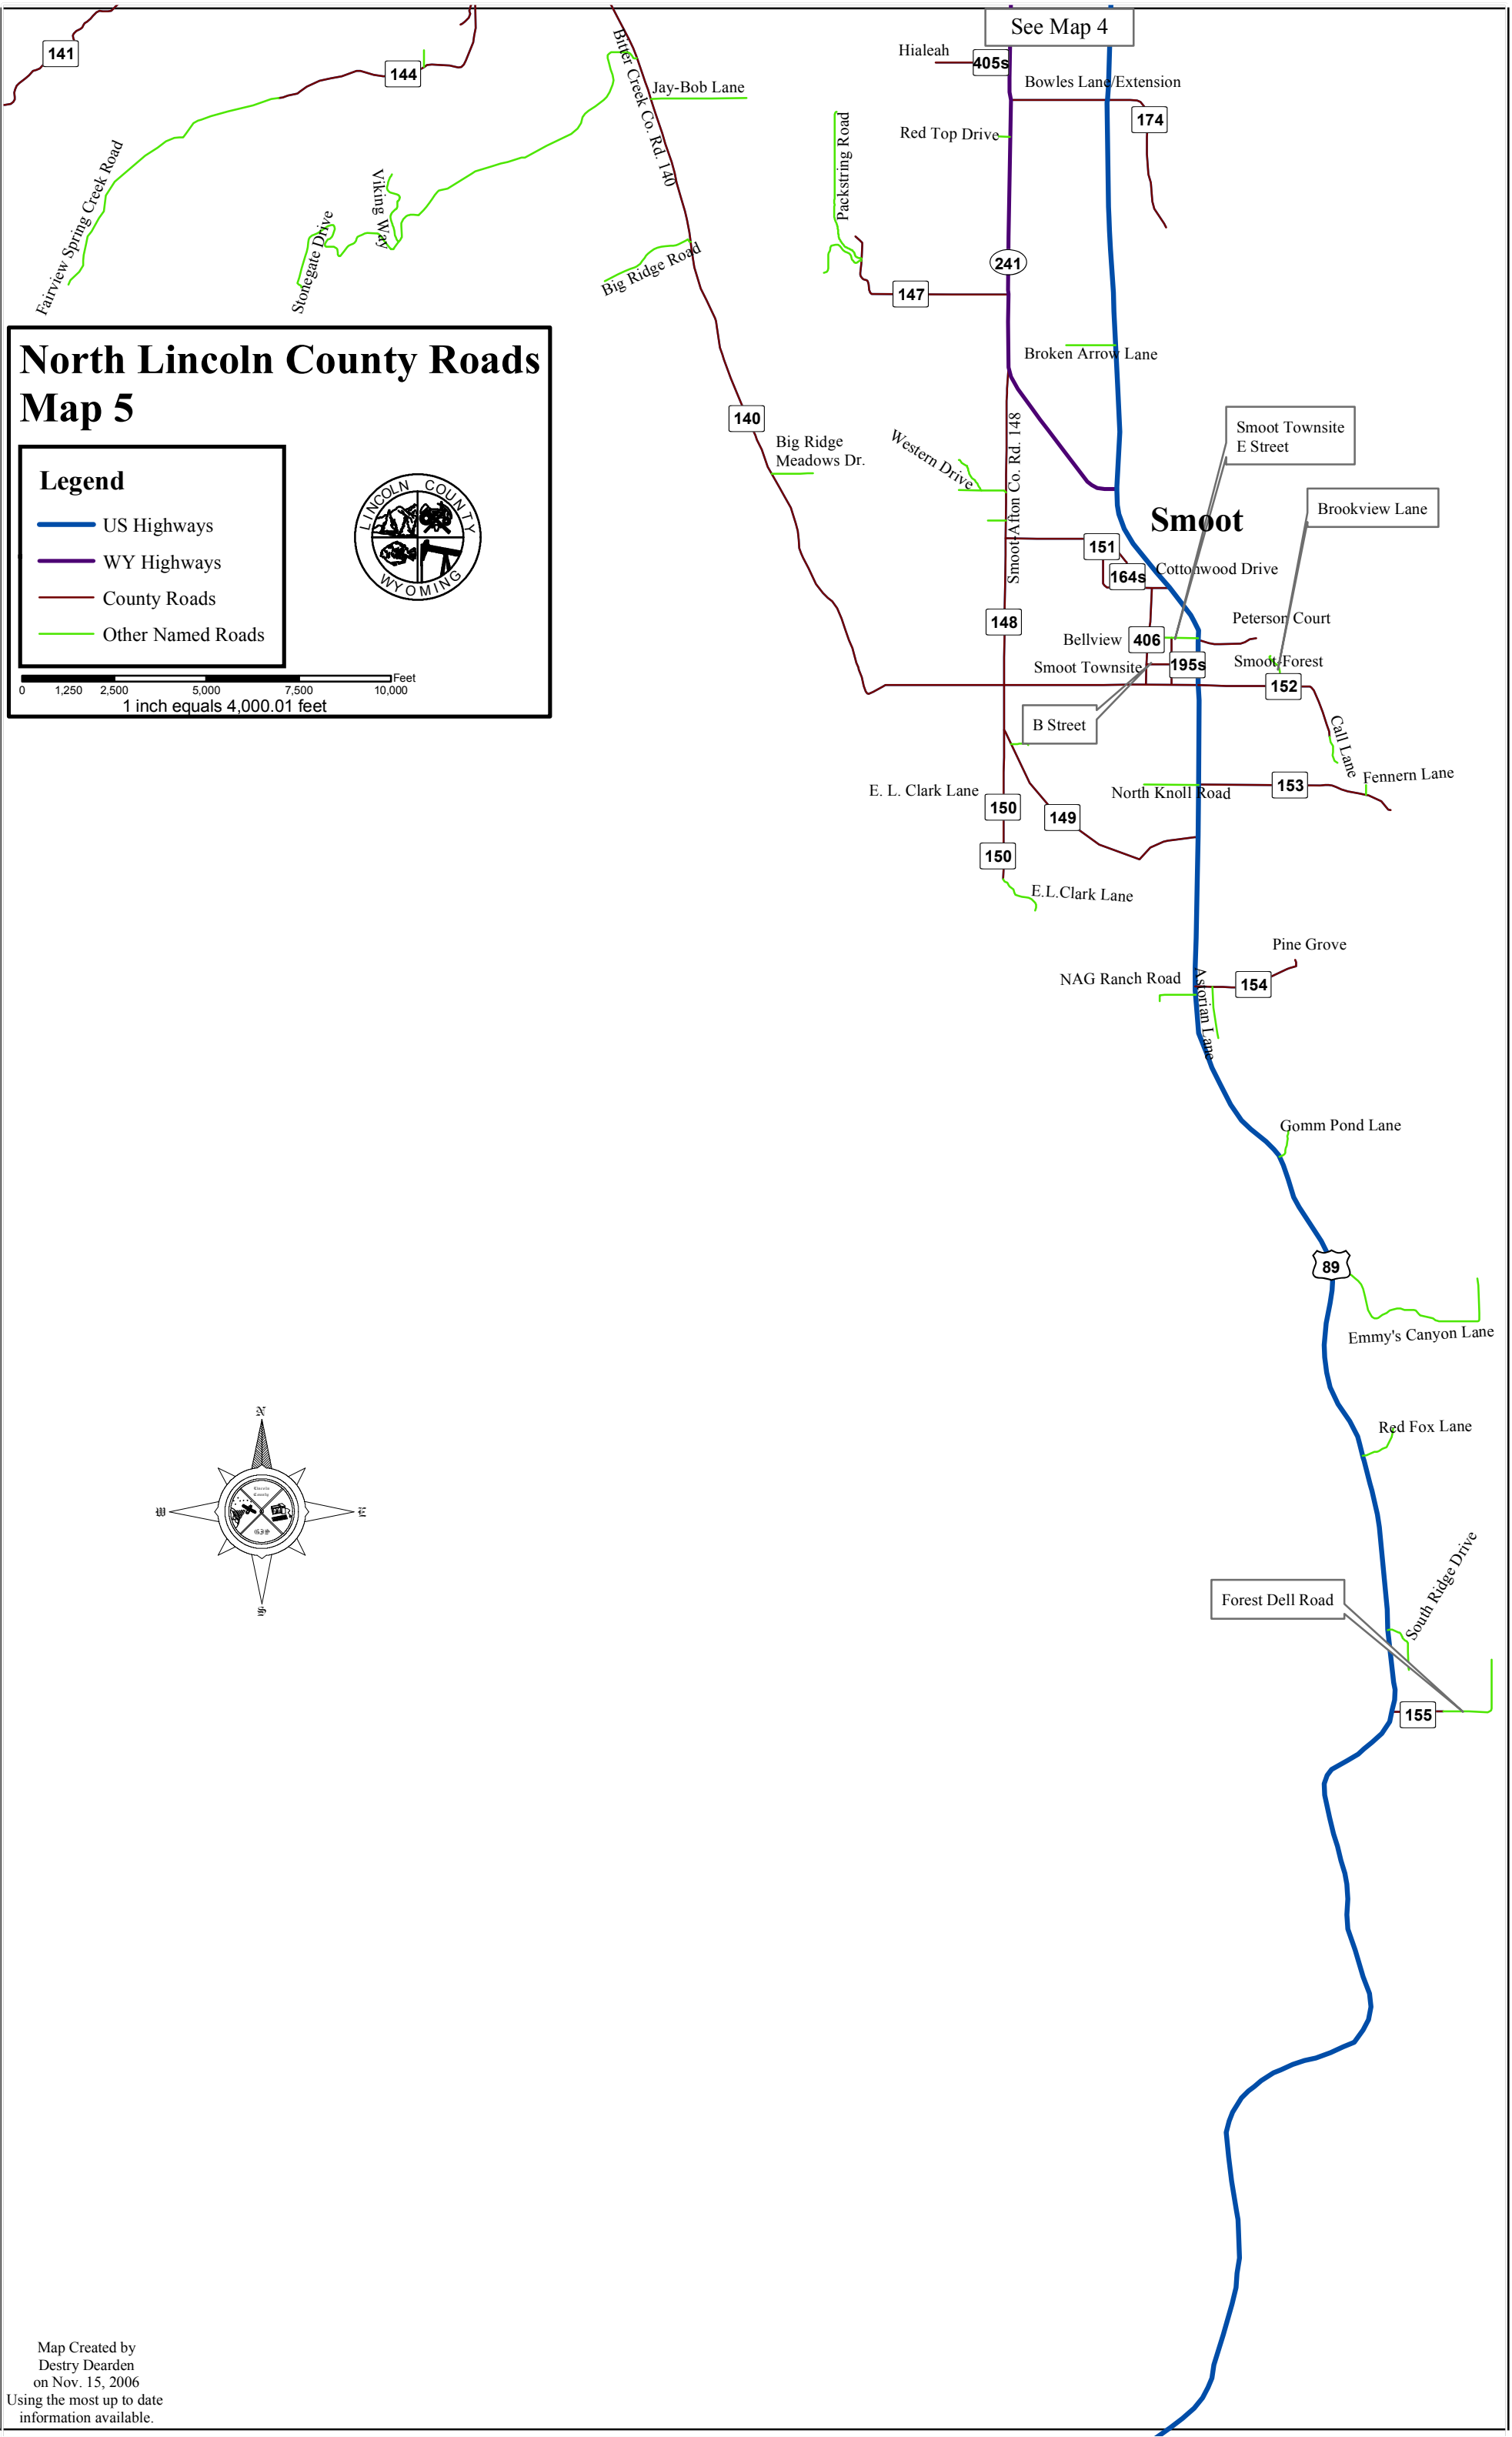 See Map 4
141
144
Bitter Creek Co. Rd. 140
Jay-Bob Lane
Hialeah
405s
Bowles Lane/Extension
174
Red Top Drive
Packstring Road
Fairview Spring Creek Road
Viking Way
Stonegate Drive
Big Ridge Road
241
147
North Lincoln County Roads
Map 5
Legend
US Highways
WY Highways
County Roads
Other Named Roads
LINCOLN COUNTY
WYOMING
Feet
0 1,250 2,500 5,000 7,500 10,000
1 inch equals 4,000.01 feet
Broken Arrow Lane
140
Big Ridge
Meadows Dr.
Western Drive
Smoot-Afton Co. Rd. 148
Smoot Townsite
E Street
Brookview Lane
Smoot
151
164s
Cottonwood Drive
148
Bellview
406
Peterson Court
Smoot Townsite
195s
Smoot-Forest
152
B Street
Call Lane
E. L. Clark Lane
150
149
North Knoll Road
153
Fennern Lane
150
E.L.Clark Lane
Pine Grove
NAG Ranch Road
Astorian Lane
154
Gomm Pond Lane
89
Emmy's Canyon Lane
Red Fox Lane
N
W
E
S
Lincoln
County
GIS
South Ridge Drive
Forest Dell Road
155
Map Created by
Destry Dearden
on Nov. 15, 2006
Using the most up to date
information available.